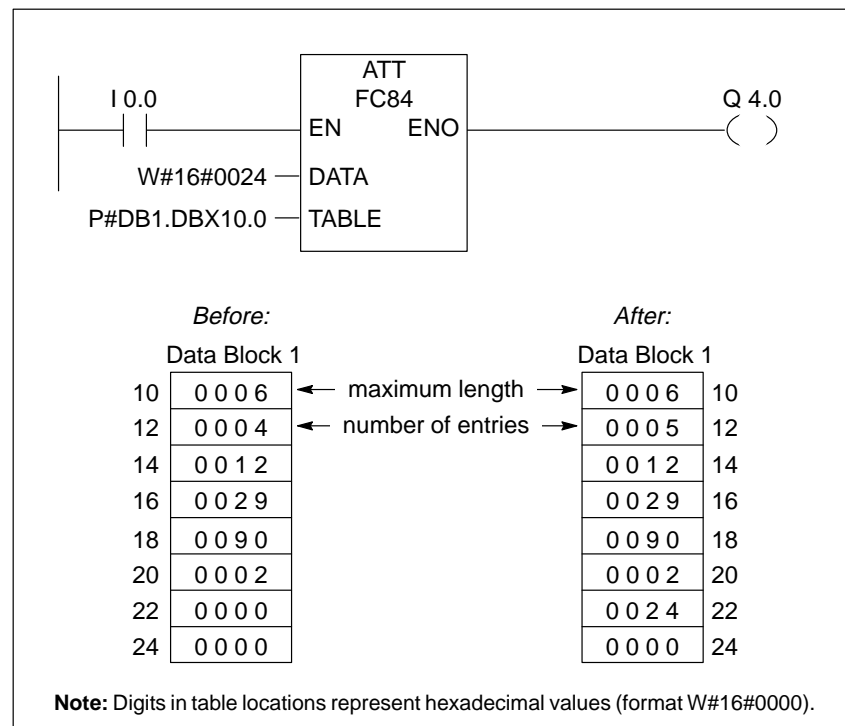 ATT
I 0.0 FC84 Q 4.0
EN ENO
W#16#0024 DATA
P#DB1.DBX10.0 TABLE
Before: After:
Data Block 1 Data Block 1
10 0 0 0 6 maximum length 0 0 0 6 10
12 0 0 0 4 number of entries 0 0 0 5 12
14 0 0 1 2 0 0 1 2 14
16 0 0 2 9 0 0 2 9 16
18 0 0 9 0 0 0 9 0 18
20 0 0 0 2 0 0 0 2 20
22 0 0 0 0 0 0 2 4 22
24 0 0 0 0 0 0 0 0 24
Note: Digits in table locations represent hexadecimal values (format W#16#0000).